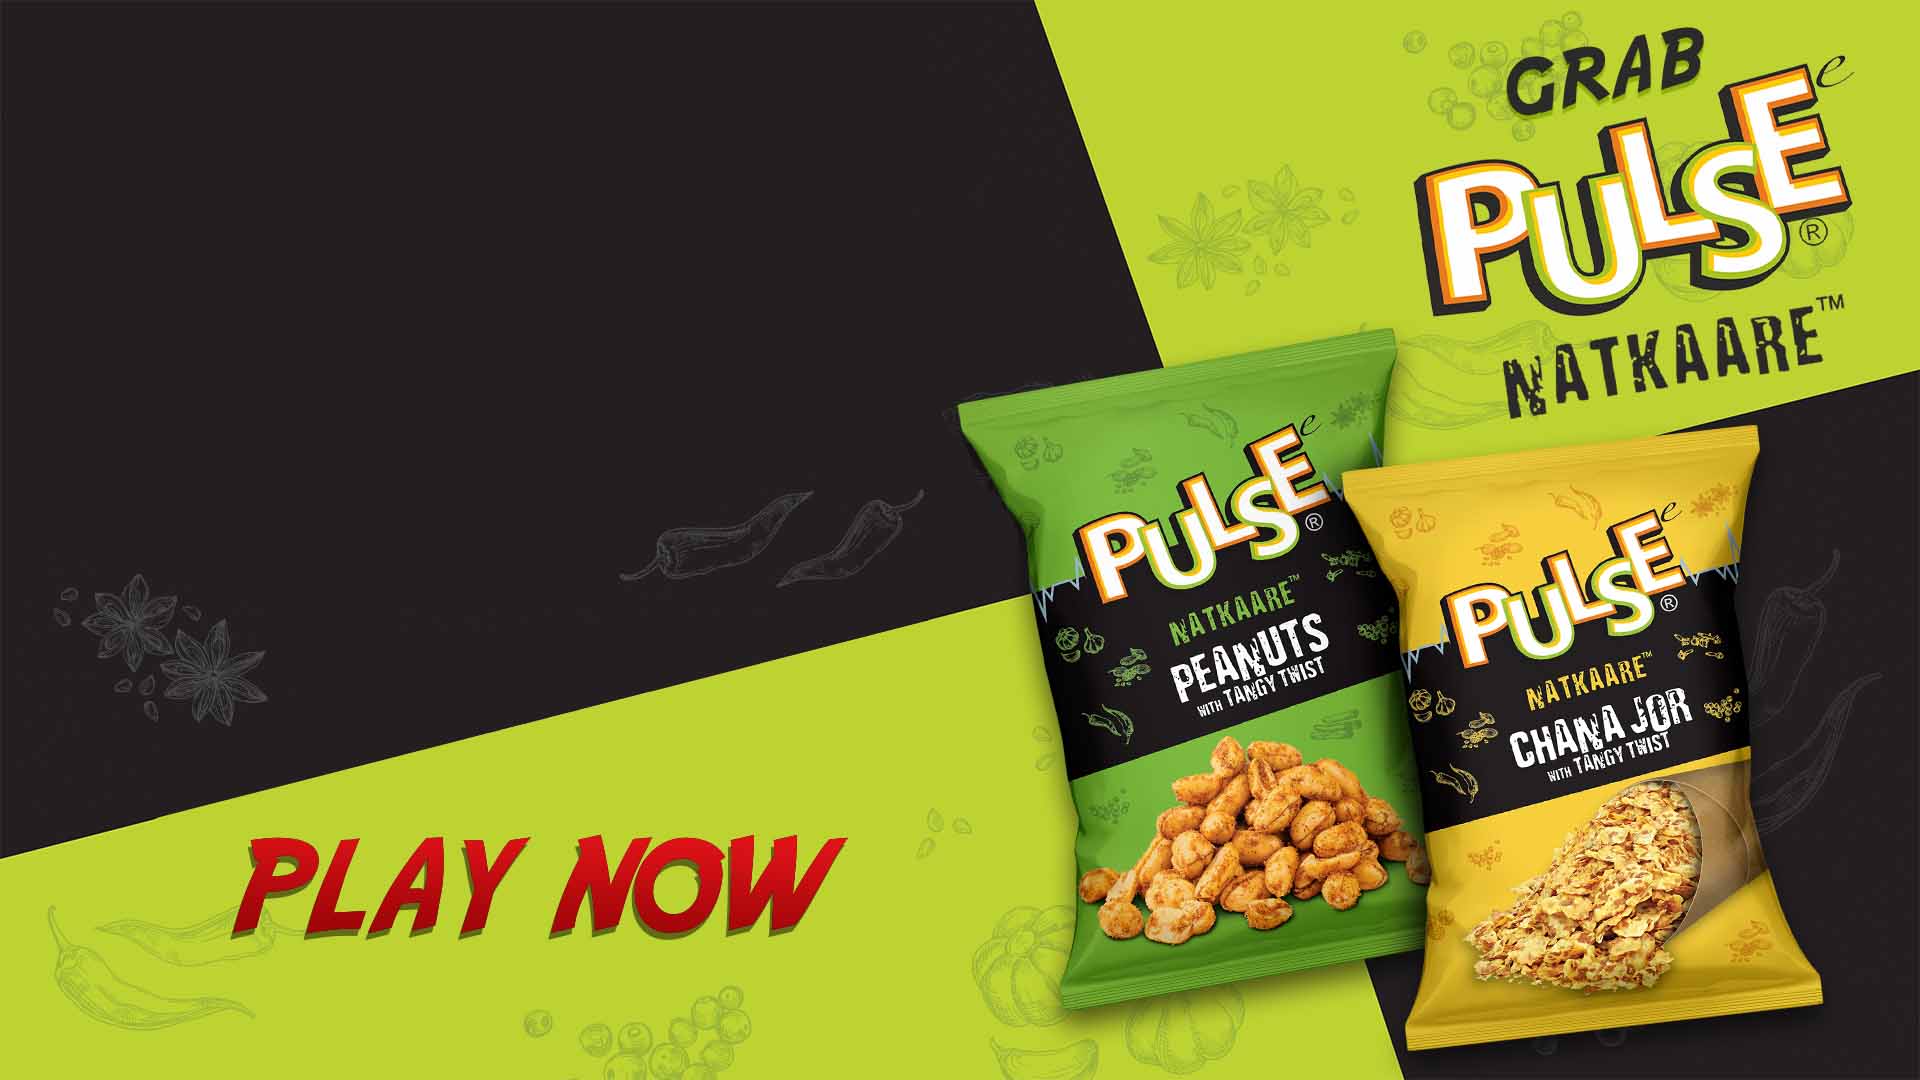 GRAB
PULSE e
®
NATKAARE™
PULSE e
®
NATKAARE™
PEANUTS
WITH TANGY TWIST
PULSE e
®
NATKAARE™
CHANA JOR
WITH TANGY TWIST
PLAY NOW